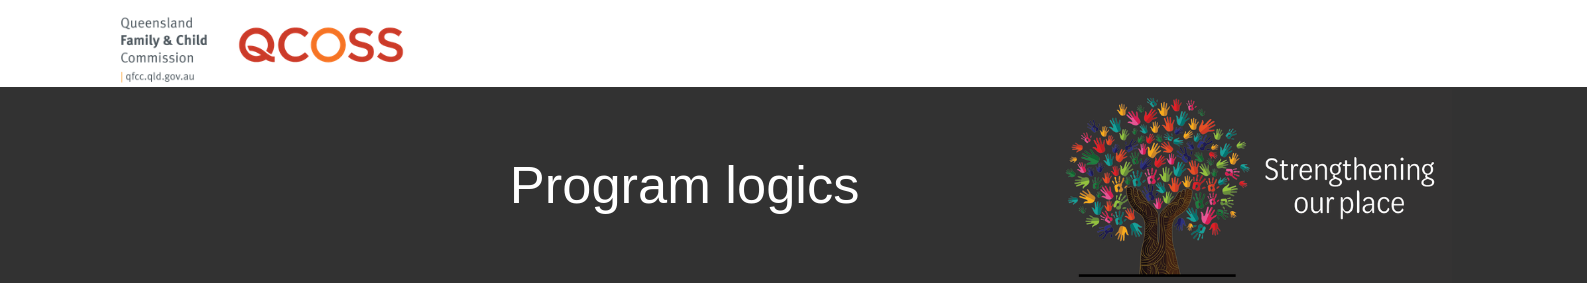 Queensland
Family & Child
Commission
qfcc.qld.gov.au
QCOSS
Program logics
Strengthening
our place